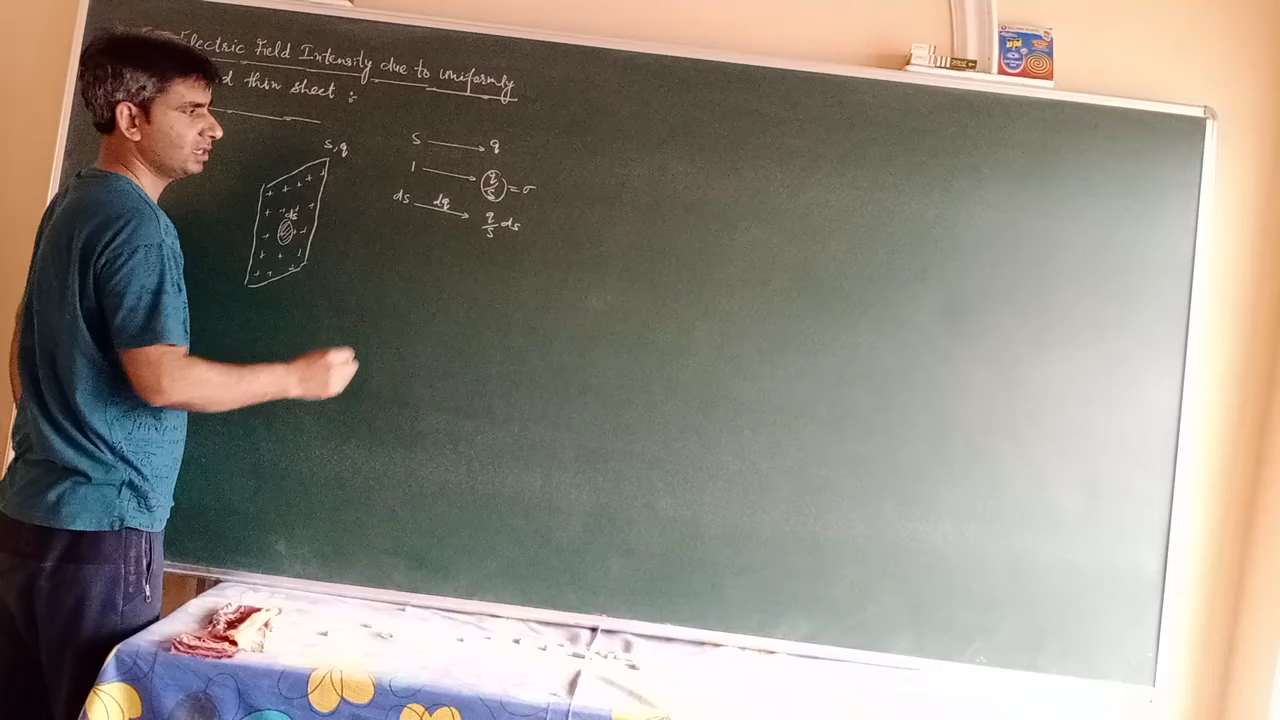 Electric Field Intensity due to uniformly
d thin sheet :-
s, q
s ⟶ q
1 ⟶ q/s = σ
ds
ds dq ⟶ q/s ds